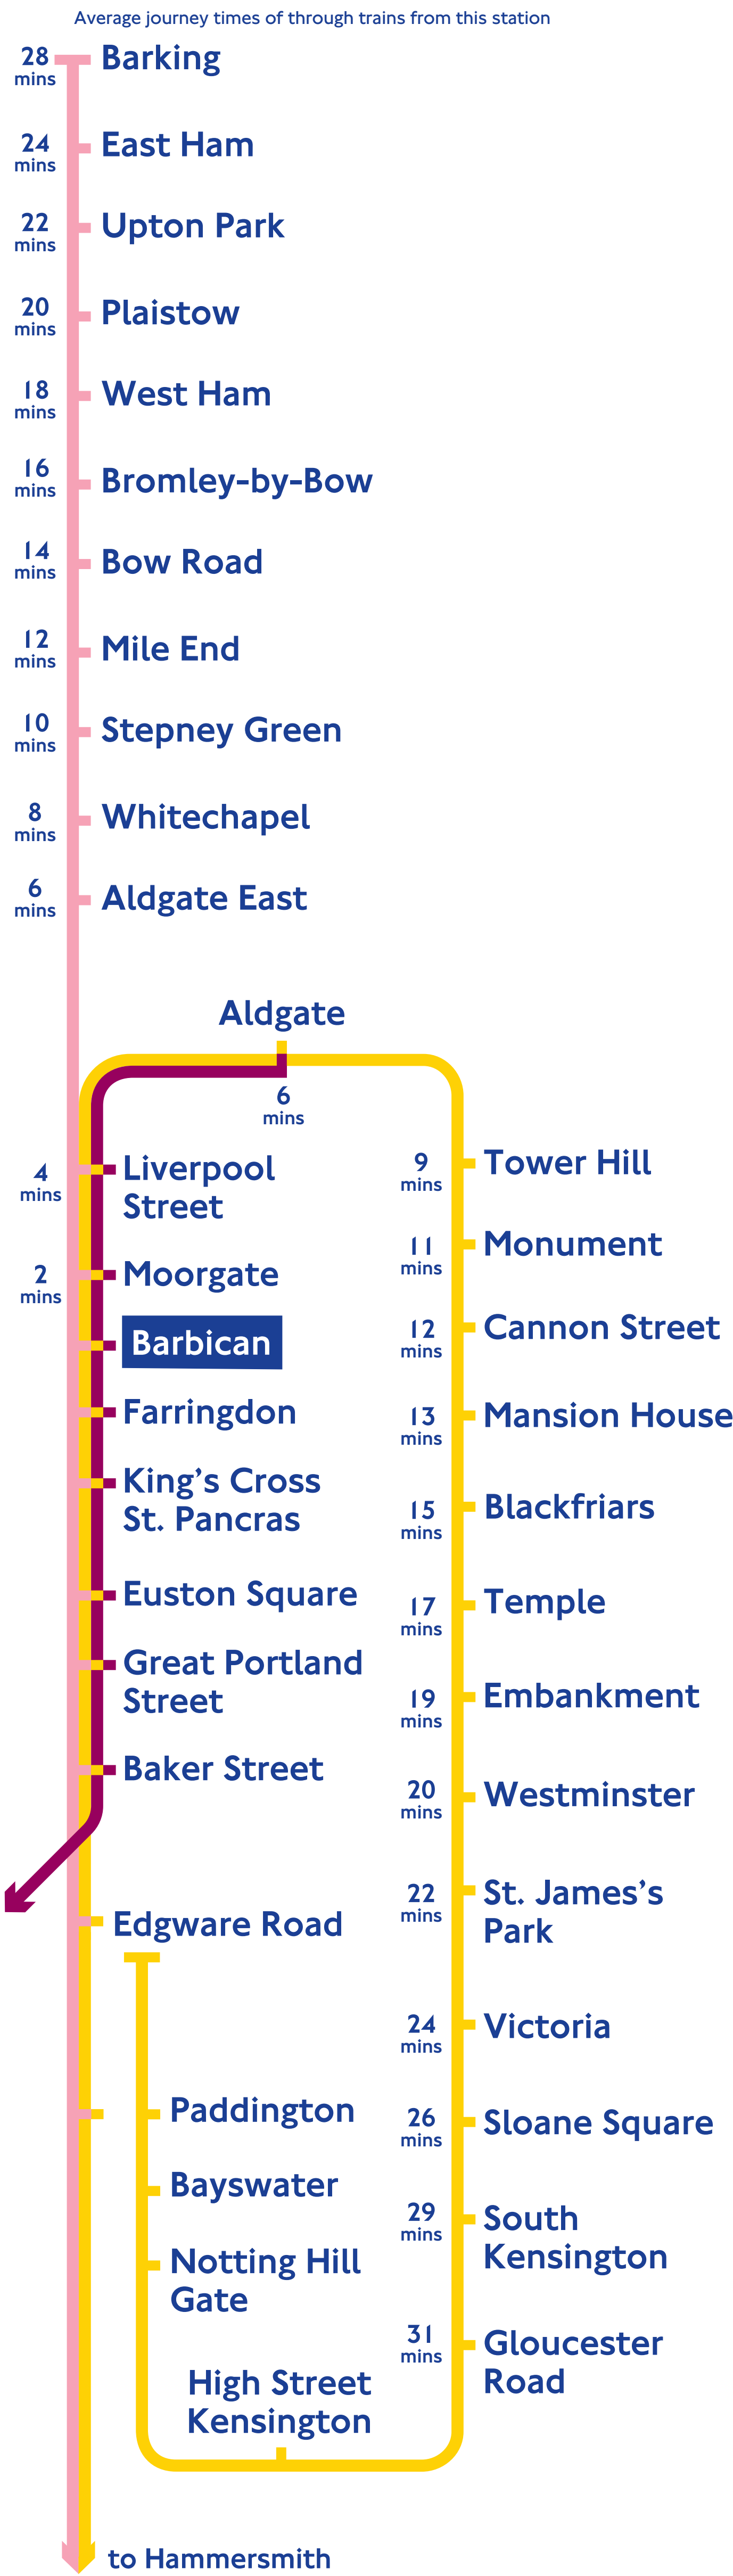 Average journey times of through trains from this station
28
mins
Barking
24
mins
East Ham
22
mins
Upton Park
20
mins
Plaistow
18
mins
West Ham
16
mins
Bromley-by-Bow
14
mins
Bow Road
12
mins
Mile End
10
mins
Stepney Green
8
mins
Whitechapel
6
mins
Aldgate East
Aldgate
6
mins
4
mins
Liverpool
Street
2
mins
Moorgate
Barbican
Farringdon
King's Cross
St. Pancras
Euston Square
Great Portland
Street
Baker Street
Edgware Road
Paddington
Bayswater
Notting Hill
Gate
High Street
Kensington
9
mins
Tower Hill
11
mins
Monument
12
mins
Cannon Street
13
mins
Mansion House
15
mins
Blackfriars
17
mins
Temple
19
mins
Embankment
20
mins
Westminster
22
mins
St. James's
Park
24
mins
Victoria
26
mins
Sloane Square
29
mins
South
Kensington
31
mins
Gloucester
Road
to Hammersmith